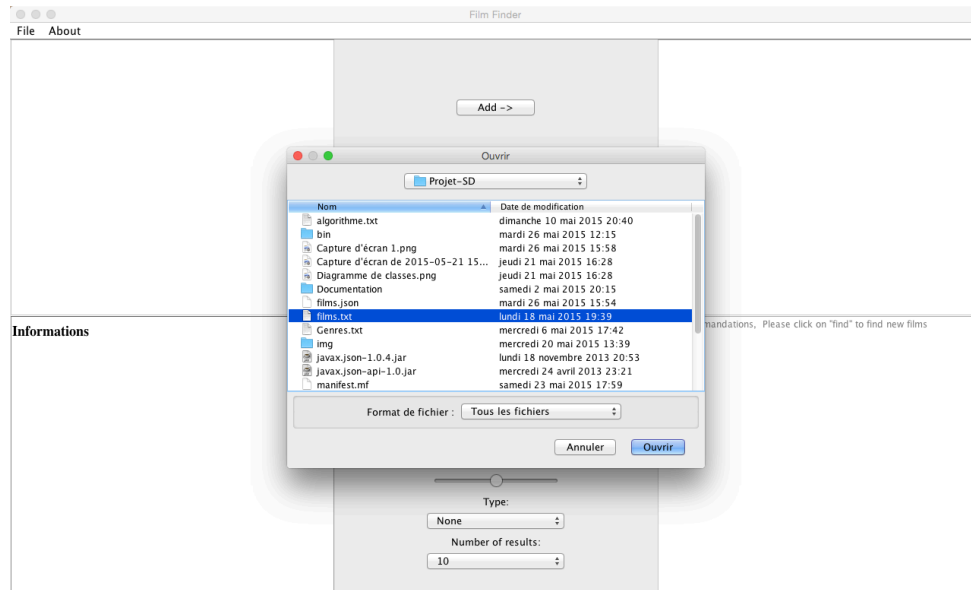 Film Finder
File About
Add ->
Ouvrir
Projet-SD
Nom Date de modification
algorithme.txt dimanche 10 mai 2015 20:40
bin mardi 26 mai 2015 12:15
Capture d'écran 1.png mardi 26 mai 2015 15:58
Capture d'écran de 2015-05-21 15... jeudi 21 mai 2015 16:28
Diagramme de classes.png jeudi 21 mai 2015 16:28
Documentation samedi 2 mai 2015 20:15
films.json mardi 26 mai 2015 15:54
films.txt lundi 18 mai 2015 19:39
Genres.txt mercredi 6 mai 2015 17:42
img mercredi 20 mai 2015 13:39
javax.json-1.0.4.jar lundi 18 novembre 2013 20:53
javax.json-api-1.0.jar mercredi 24 avril 2013 23:21
manifest.mf samedi 23 mai 2015 17:59
Format de fichier : Tous les fichiers
Annuler Ouvrir
Informations
mandations, Please click on "find" to find new films
Type:
None
Number of results:
10